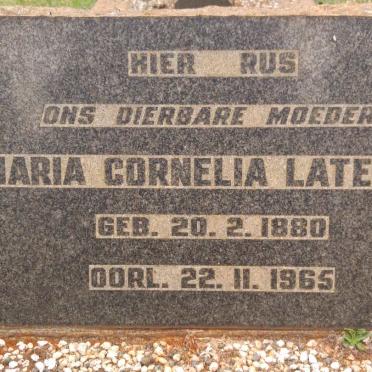 HIER RUS
ONS DIERBARE MOEDER
MARIA CORNELIA LATE
GEB. 20. 2. 1880
OORL. 22. 11. 1965